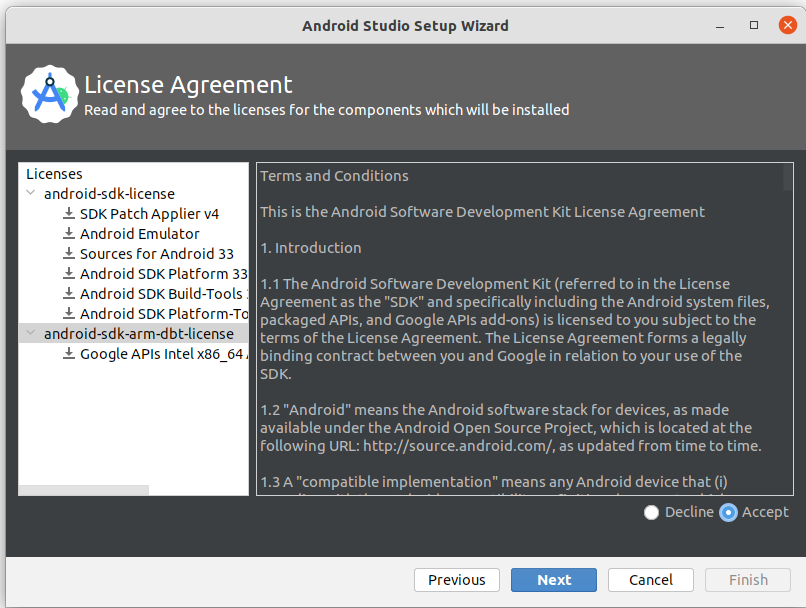 Android Studio Setup Wizard
License Agreement
Read and agree to the licenses for the components which will be installed
Licenses
android-sdk-license
SDK Patch Applier v4
Android Emulator
Sources for Android 33
Android SDK Platform 33
Android SDK Build-Tools
Android SDK Platform-To
android-sdk-arm-dbt-license
Google APIs Intel x86_64
Terms and Conditions
This is the Android Software Development Kit License Agreement
1. Introduction
1.1 The Android Software Development Kit (referred to in the License
Agreement as the "SDK" and specifically including the Android system files,
packaged APIs, and Google APIs add-ons) is licensed to you subject to the
terms of the License Agreement. The License Agreement forms a legally
binding contract between you and Google in relation to your use of the
SDK.
1.2 "Android" means the Android software stack for devices, as made
available under the Android Open Source Project, which is located at the
following URL: http://source.android.com/, as updated from time to time.
1.3 A "compatible implementation" means any Android device that (i)
Decline
Accept
Previous
Next
Cancel
Finish